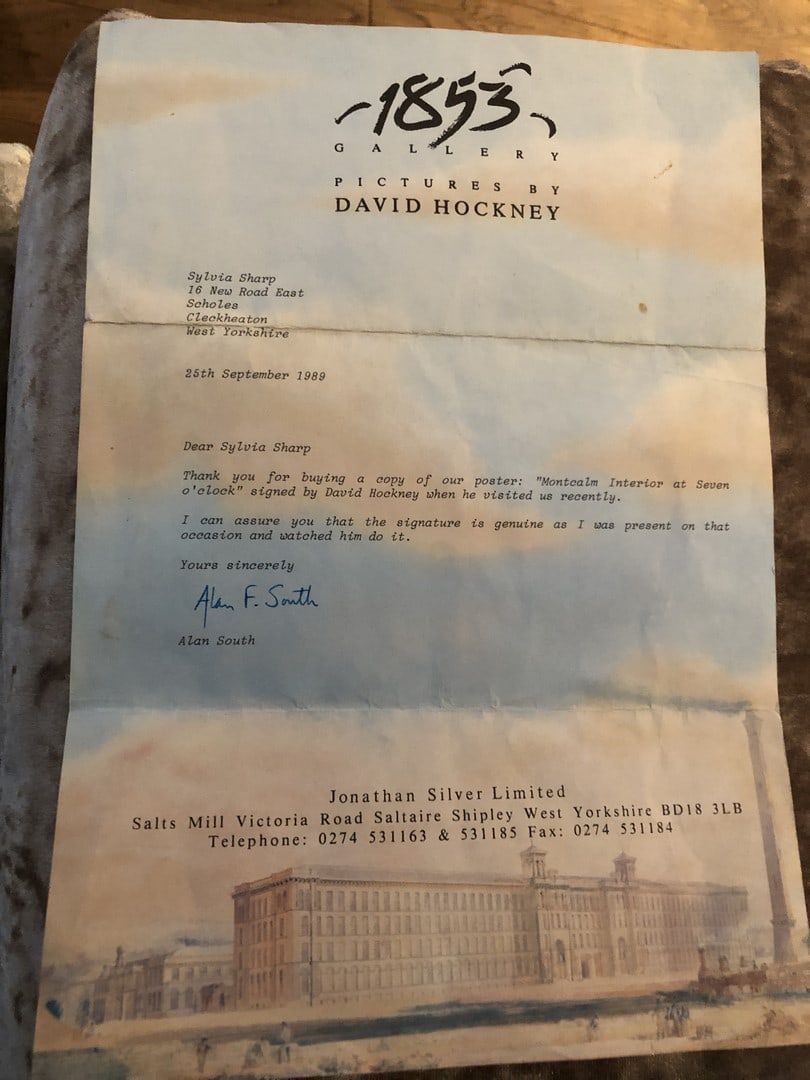 1853
GALLERY
PICTURES BY
DAVID HOCKNEY
Sylvia Sharp
16 New Road East
Scholes
Cleckheaton
West Yorkshire
25th September 1989
Dear Sylvia Sharp
Thank you for buying a copy of our poster: "Montcalm Interior at Seven
o'clock" signed by David Hockney when he visited us recently.
I can assure you that the signature is genuine as I was present on that
occasion and watched him do it.
Yours sincerely
Alan F. South
Alan South
Jonathan Silver Limited
Salts Mill Victoria Road Saltaire Shipley West Yorkshire BD18 3LB
Telephone: 0274 531163 & 531185 Fax: 0274 531184